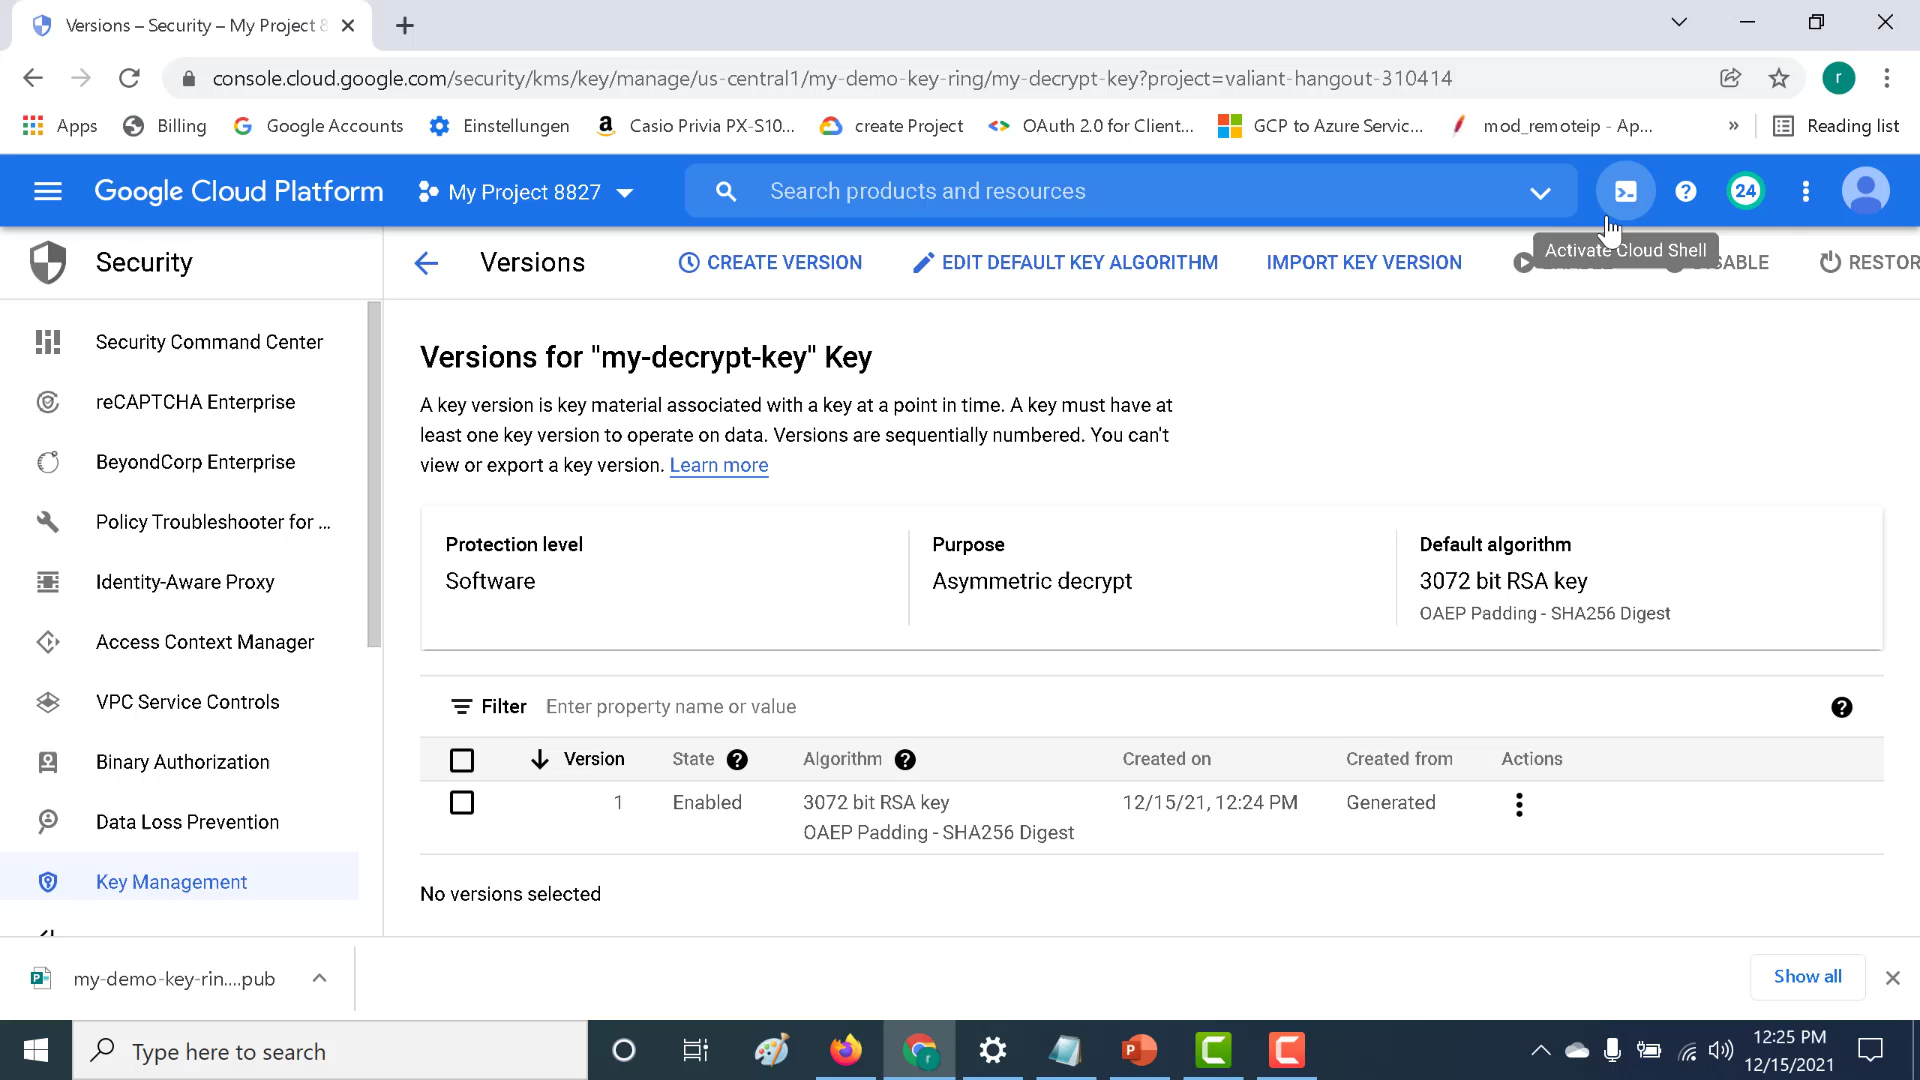 Versions – Security – My Project 8
console.cloud.google.com/security/kms/key/manage/us-central1/my-demo-key-ring/my-decrypt-key?project=valiant-hangout-310414
r
Apps
Billing
Google Accounts
Einstellungen
Casio Privia PX-S10...
create Project
OAuth 2.0 for Client...
GCP to Azure Servic...
mod_remoteip - Ap...
»
Reading list
Google Cloud Platform
My Project 8827
Search products and resources
24
Security
Versions
CREATE VERSION
EDIT DEFAULT KEY ALGORITHM
IMPORT KEY VERSION
Activate Cloud Shell
RESTOR
Security Command Center
reCAPTCHA Enterprise
BeyondCorp Enterprise
Policy Troubleshooter for ...
Identity-Aware Proxy
Access Context Manager
VPC Service Controls
Binary Authorization
Data Loss Prevention
Key Management
Versions for "my-decrypt-key" Key
A key version is key material associated with a key at a point in time. A key must have at
least one key version to operate on data. Versions are sequentially numbered. You can't
view or export a key version. Learn more
Protection level
Software
Purpose
Asymmetric decrypt
Default algorithm
3072 bit RSA key
OAEP Padding - SHA256 Digest
Filter Enter property name or value
Version State Algorithm Created on Created from Actions
1 Enabled 3072 bit RSA key 12/15/21, 12:24 PM Generated
OAEP Padding - SHA256 Digest
No versions selected
my-demo-key-rin....pub
Show all
Type here to search
12:25 PM
12/15/2021